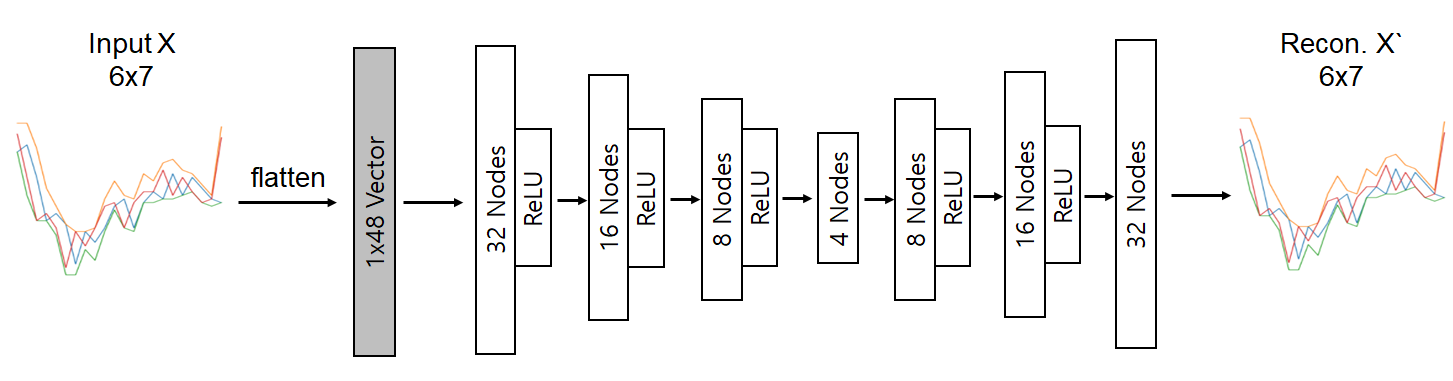 Input X
6x7
flatten
1x48 Vector
32 Nodes
ReLU
16 Nodes
ReLU
8 Nodes
ReLU
4 Nodes
8 Nodes
ReLU
16 Nodes
ReLU
32 Nodes
Recon. X`
6x7